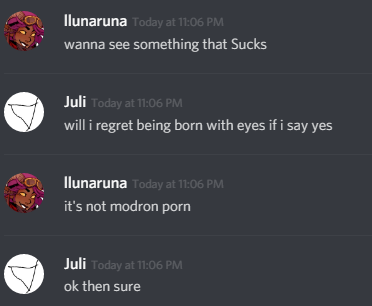 llunaruna Today at 11:06 PM
wanna see something that Sucks
Juli Today at 11:06 PM
will i regret being born with eyes if i say yes
llunaruna Today at 11:06 PM
it's not modron porn
Juli Today at 11:06 PM
ok then sure